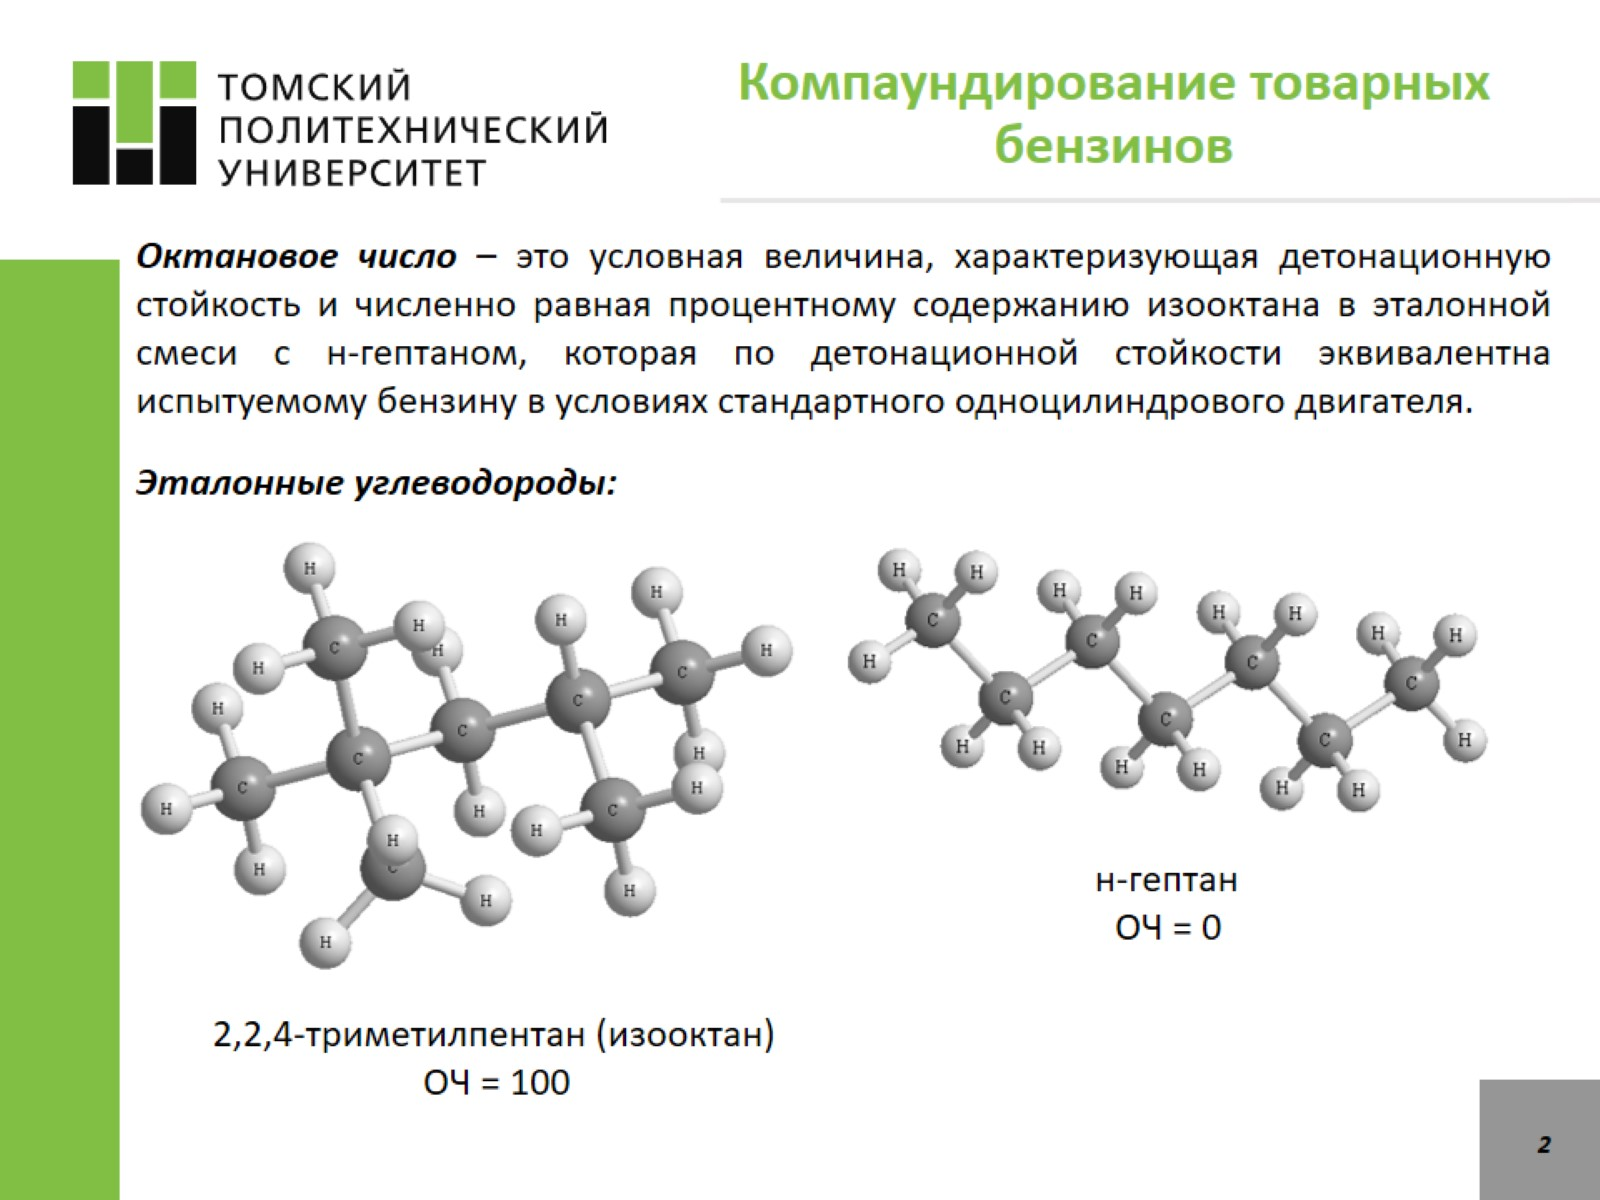 ТОМСКИЙ
ПОЛИТЕХНИЧЕСКИЙ
УНИВЕРСИТЕТ
Компаундирование товарных
бензинов
Октановое число – это условная величина, характеризующая детонационную
стойкость и численно равная процентному содержанию изооктана в эталонной
смеси с н-гептаном, которая по детонационной стойкости эквивалентна
испытуемому бензину в условиях стандартного одноцилиндрового двигателя.
Эталонные углеводороды:
H
H
C
H
H
H
H
C
H
H
C
H
C
C
H
H
C
H
C
H
H
H
C
H
H
H
H
C
H
H
H
H
H
C
H
C
H
H
H
H
C
C
H
H
H
H
C
C
H
H
H
H
C
C
H
H
H
н-гептан
ОЧ = 0
2,2,4-триметилпентан (изооктан)
ОЧ = 100
2